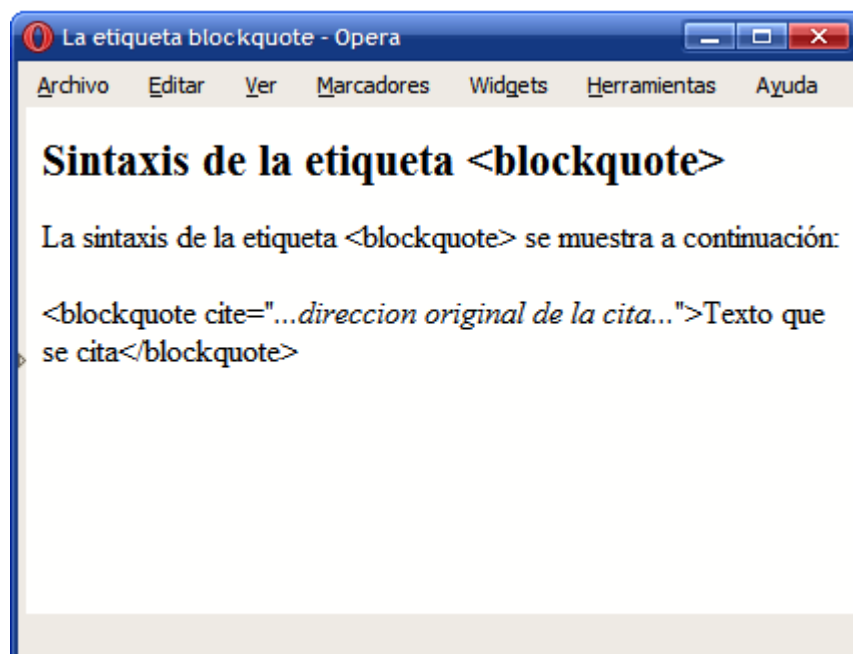 La etiqueta blockquote - Opera
Archivo Editar Ver Marcadores Widgets Herramientas Ayuda
Sintaxis de la etiqueta <blockquote>
La sintaxis de la etiqueta <blockquote> se muestra a continuación:
<blockquote cite="...direccion original de la cita...">Texto que
se cita</blockquote>